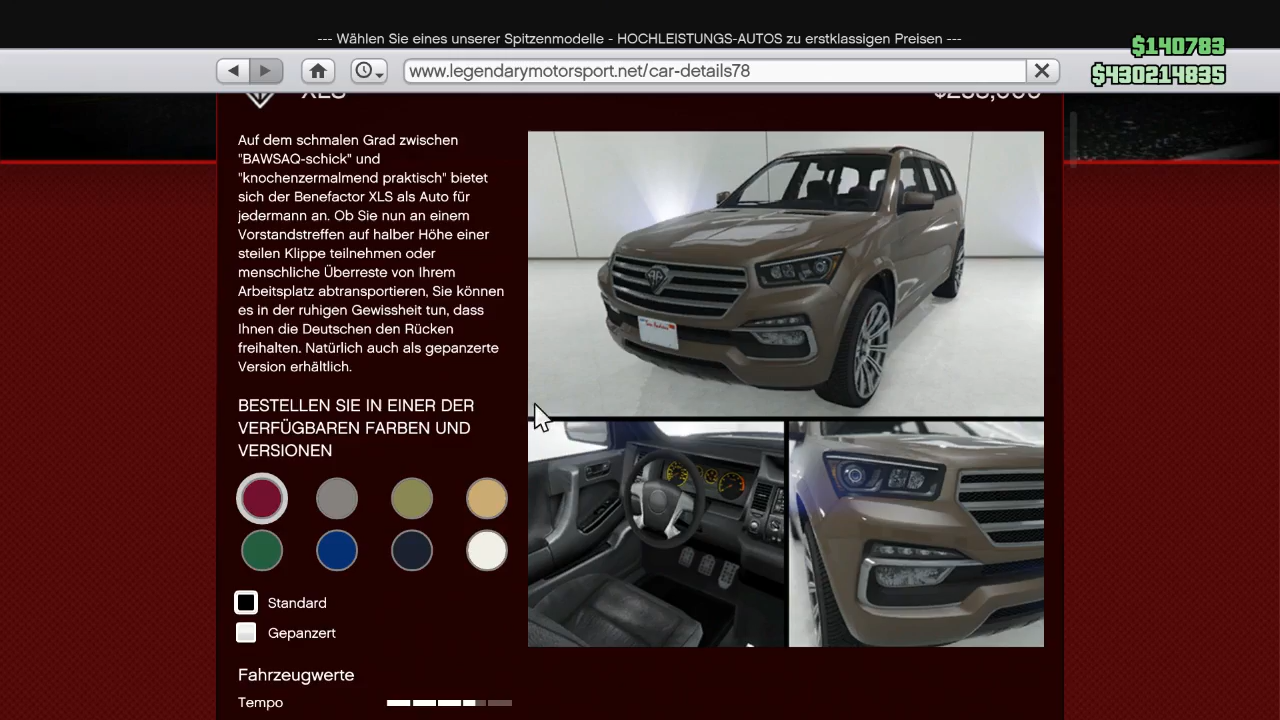 --- Wählen Sie eines unserer Spitzenmodelle - HOCHLEISTUNGS-AUTOS zu erstklassigen Preisen ---
$140783
$430214835
www.legendarymotorsport.net/car-details78
XLS
Auf dem schmalen Grad zwischen
"BAWSAQ-schick" und
"knochenzermalmend praktisch" bietet
sich der Benefactor XLS als Auto für
jedermann an. Ob Sie nun an einem
Vorstandstreffen auf halber Höhe einer
steilen Klippe teilnehmen oder
menschliche Überreste von Ihrem
Arbeitsplatz abtransportieren, Sie können
es in der ruhigen Gewissheit tun, dass
Ihnen die Deutschen den Rücken
freihalten. Natürlich auch als gepanzerte
Version erhältlich.
BESTELLEN SIE IN EINER DER
VERFÜGBAREN FARBEN UND
VERSIONEN
Standard
Gepanzert
Fahrzeugwerte
Tempo